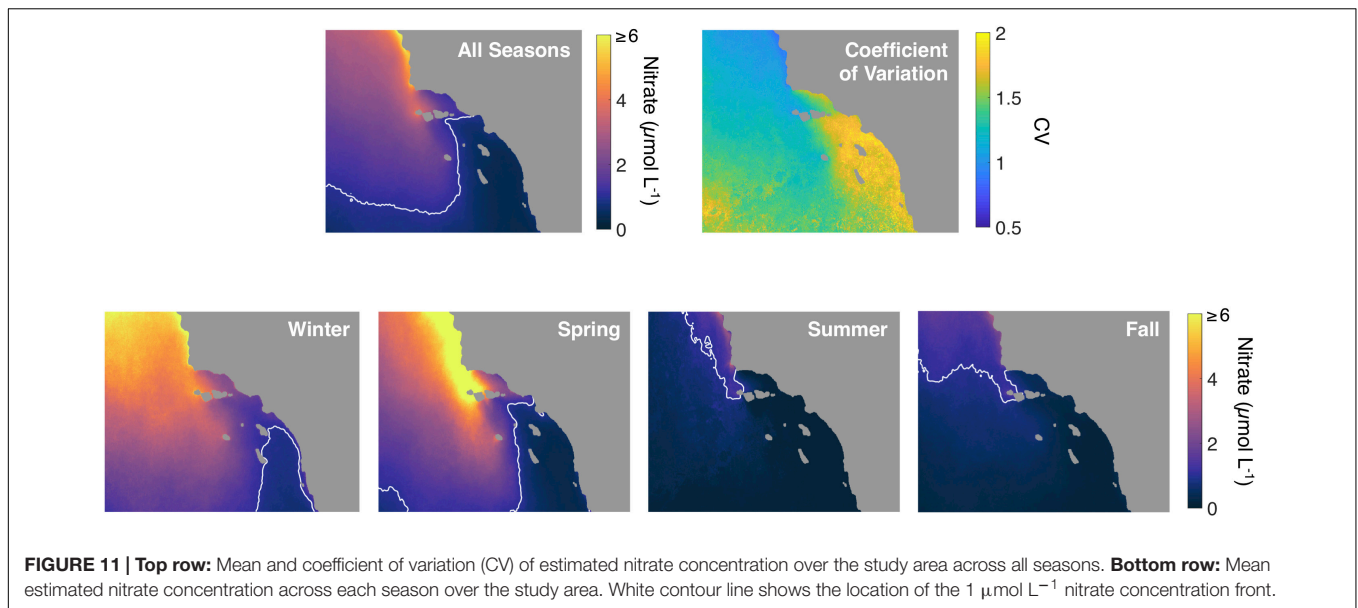 All Seasons
≥6
4
2
0
Nitrate (μmol L-1)
Coefficient
of Variation
2
1.5
1
0.5
CV
Winter
Spring
Summer
Fall
≥6
4
2
0
Nitrate (μmol L-1)
FIGURE 11 | Top row: Mean and coefficient of variation (CV) of estimated nitrate concentration over the study area across all seasons. Bottom row: Mean
estimated nitrate concentration across each season over the study area. White contour line shows the location of the 1 μmol L−1 nitrate concentration front.